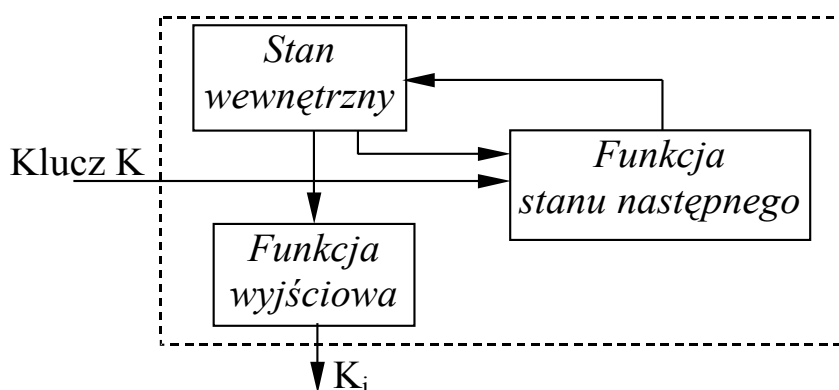 Stan
wewnętrzny
Klucz K
Funkcja
stanu następnego
Funkcja
wyjściowa
Kᵢ